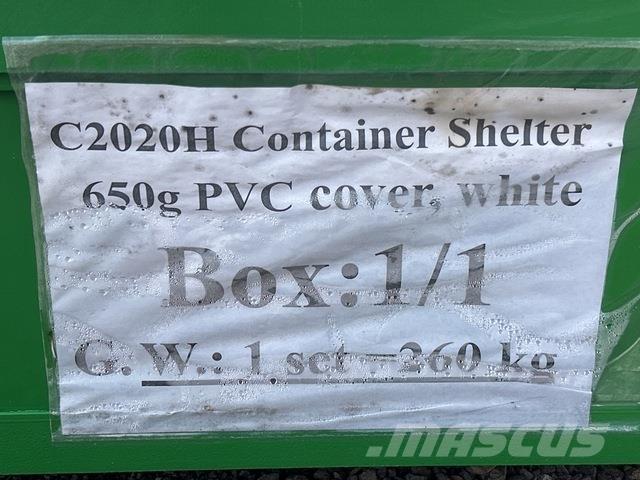 C2020H Container Shelter
650g PVC cover, white
Box:1/1
G. W.: 1 set =260 kg
MASCUS